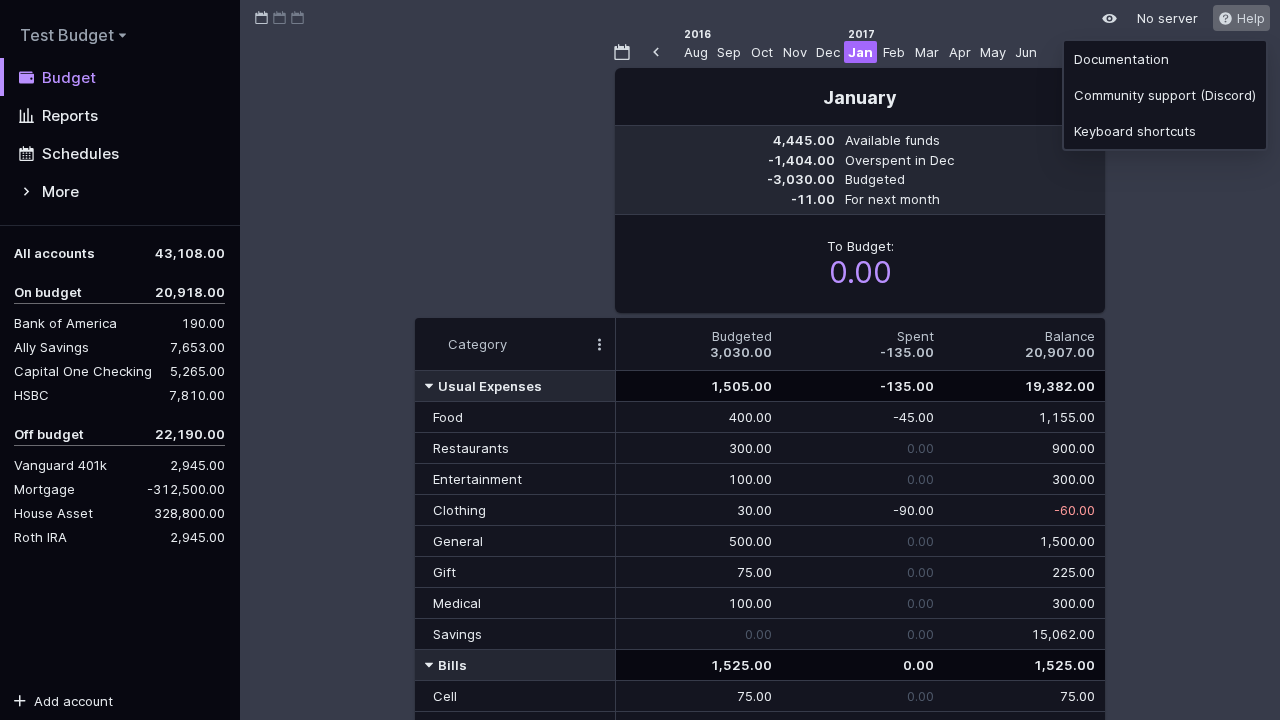 Test Budget
Budget
Reports
Schedules
More
All accounts 43,108.00
On budget 20,918.00
Bank of America 190.00
Ally Savings 7,653.00
Capital One Checking 5,265.00
HSBC 7,810.00
Off budget 22,190.00
Vanguard 401k 2,945.00
Mortgage -312,500.00
House Asset 328,800.00
Roth IRA 2,945.00
Add account
No server Help
Documentation
Community support (Discord)
Keyboard shortcuts
2016 2017
Aug Sep Oct Nov Dec Jan Feb Mar Apr May Jun
January
4,445.00 Available funds
-1,404.00 Overspent in Dec
-3,030.00 Budgeted
-11.00 For next month
To Budget:
0.00
Category Budgeted Spent Balance
3,030.00 -135.00 20,907.00
Usual Expenses 1,505.00 -135.00 19,382.00
Food 400.00 -45.00 1,155.00
Restaurants 300.00 0.00 900.00
Entertainment 100.00 0.00 300.00
Clothing 30.00 -90.00 -60.00
General 500.00 0.00 1,500.00
Gift 75.00 0.00 225.00
Medical 100.00 0.00 300.00
Savings 0.00 0.00 15,062.00
Bills 1,525.00 0.00 1,525.00
Cell 75.00 0.00 75.00